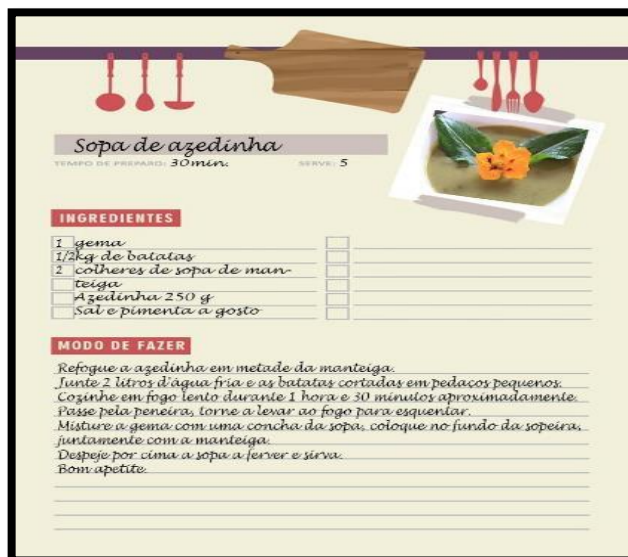 Sopa de azedinha
TEMPO DE PREPARO: 30min. SERVE: 5
INGREDIENTES
1 gema
1/2 kg de batatas
2 colheres de sopa de man-
teiga
Azedinha 250 g
Sal e pimenta a gosto
MODO DE FAZER
Refogue a azedinha em metade da manteiga.
Junte 2 litros d'água fria e as batatas cortadas em pedaços pequenos.
Cozinhe em fogo lento durante 1 hora e 30 minutos aproximadamente.
Passe pela peneira, torne a levar ao fogo para esquentar.
Misture a gema com uma concha da sopa, coloque no fundo da sopeira,
juntamente com a manteiga.
Despeje por cima a sopa a ferver e sirva.
Bom apetite.